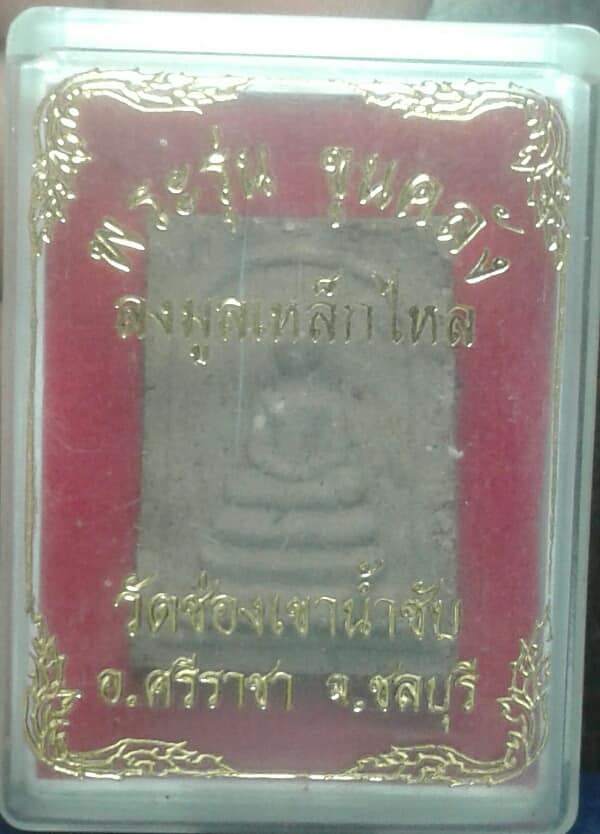 พระรุ่น ขุนคลัง
ลงมูลเหล็กไหล
วัดช่องเขาน้ำซับ
อ.ศรีราชา จ.ชลบุรี